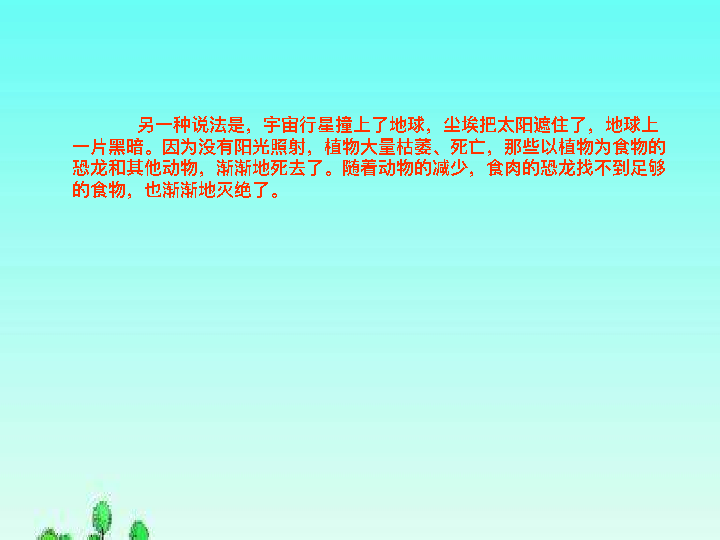 另一种说法是，宇宙行星撞上了地球，尘埃把太阳遮住了，地球上
一片黑暗。因为没有阳光照射，植物大量枯萎、死亡，那些以植物为食物的
恐龙和其他动物，渐渐地死去了。随着动物的减少，食肉的恐龙找不到足够
的食物，也渐渐地灭绝了。